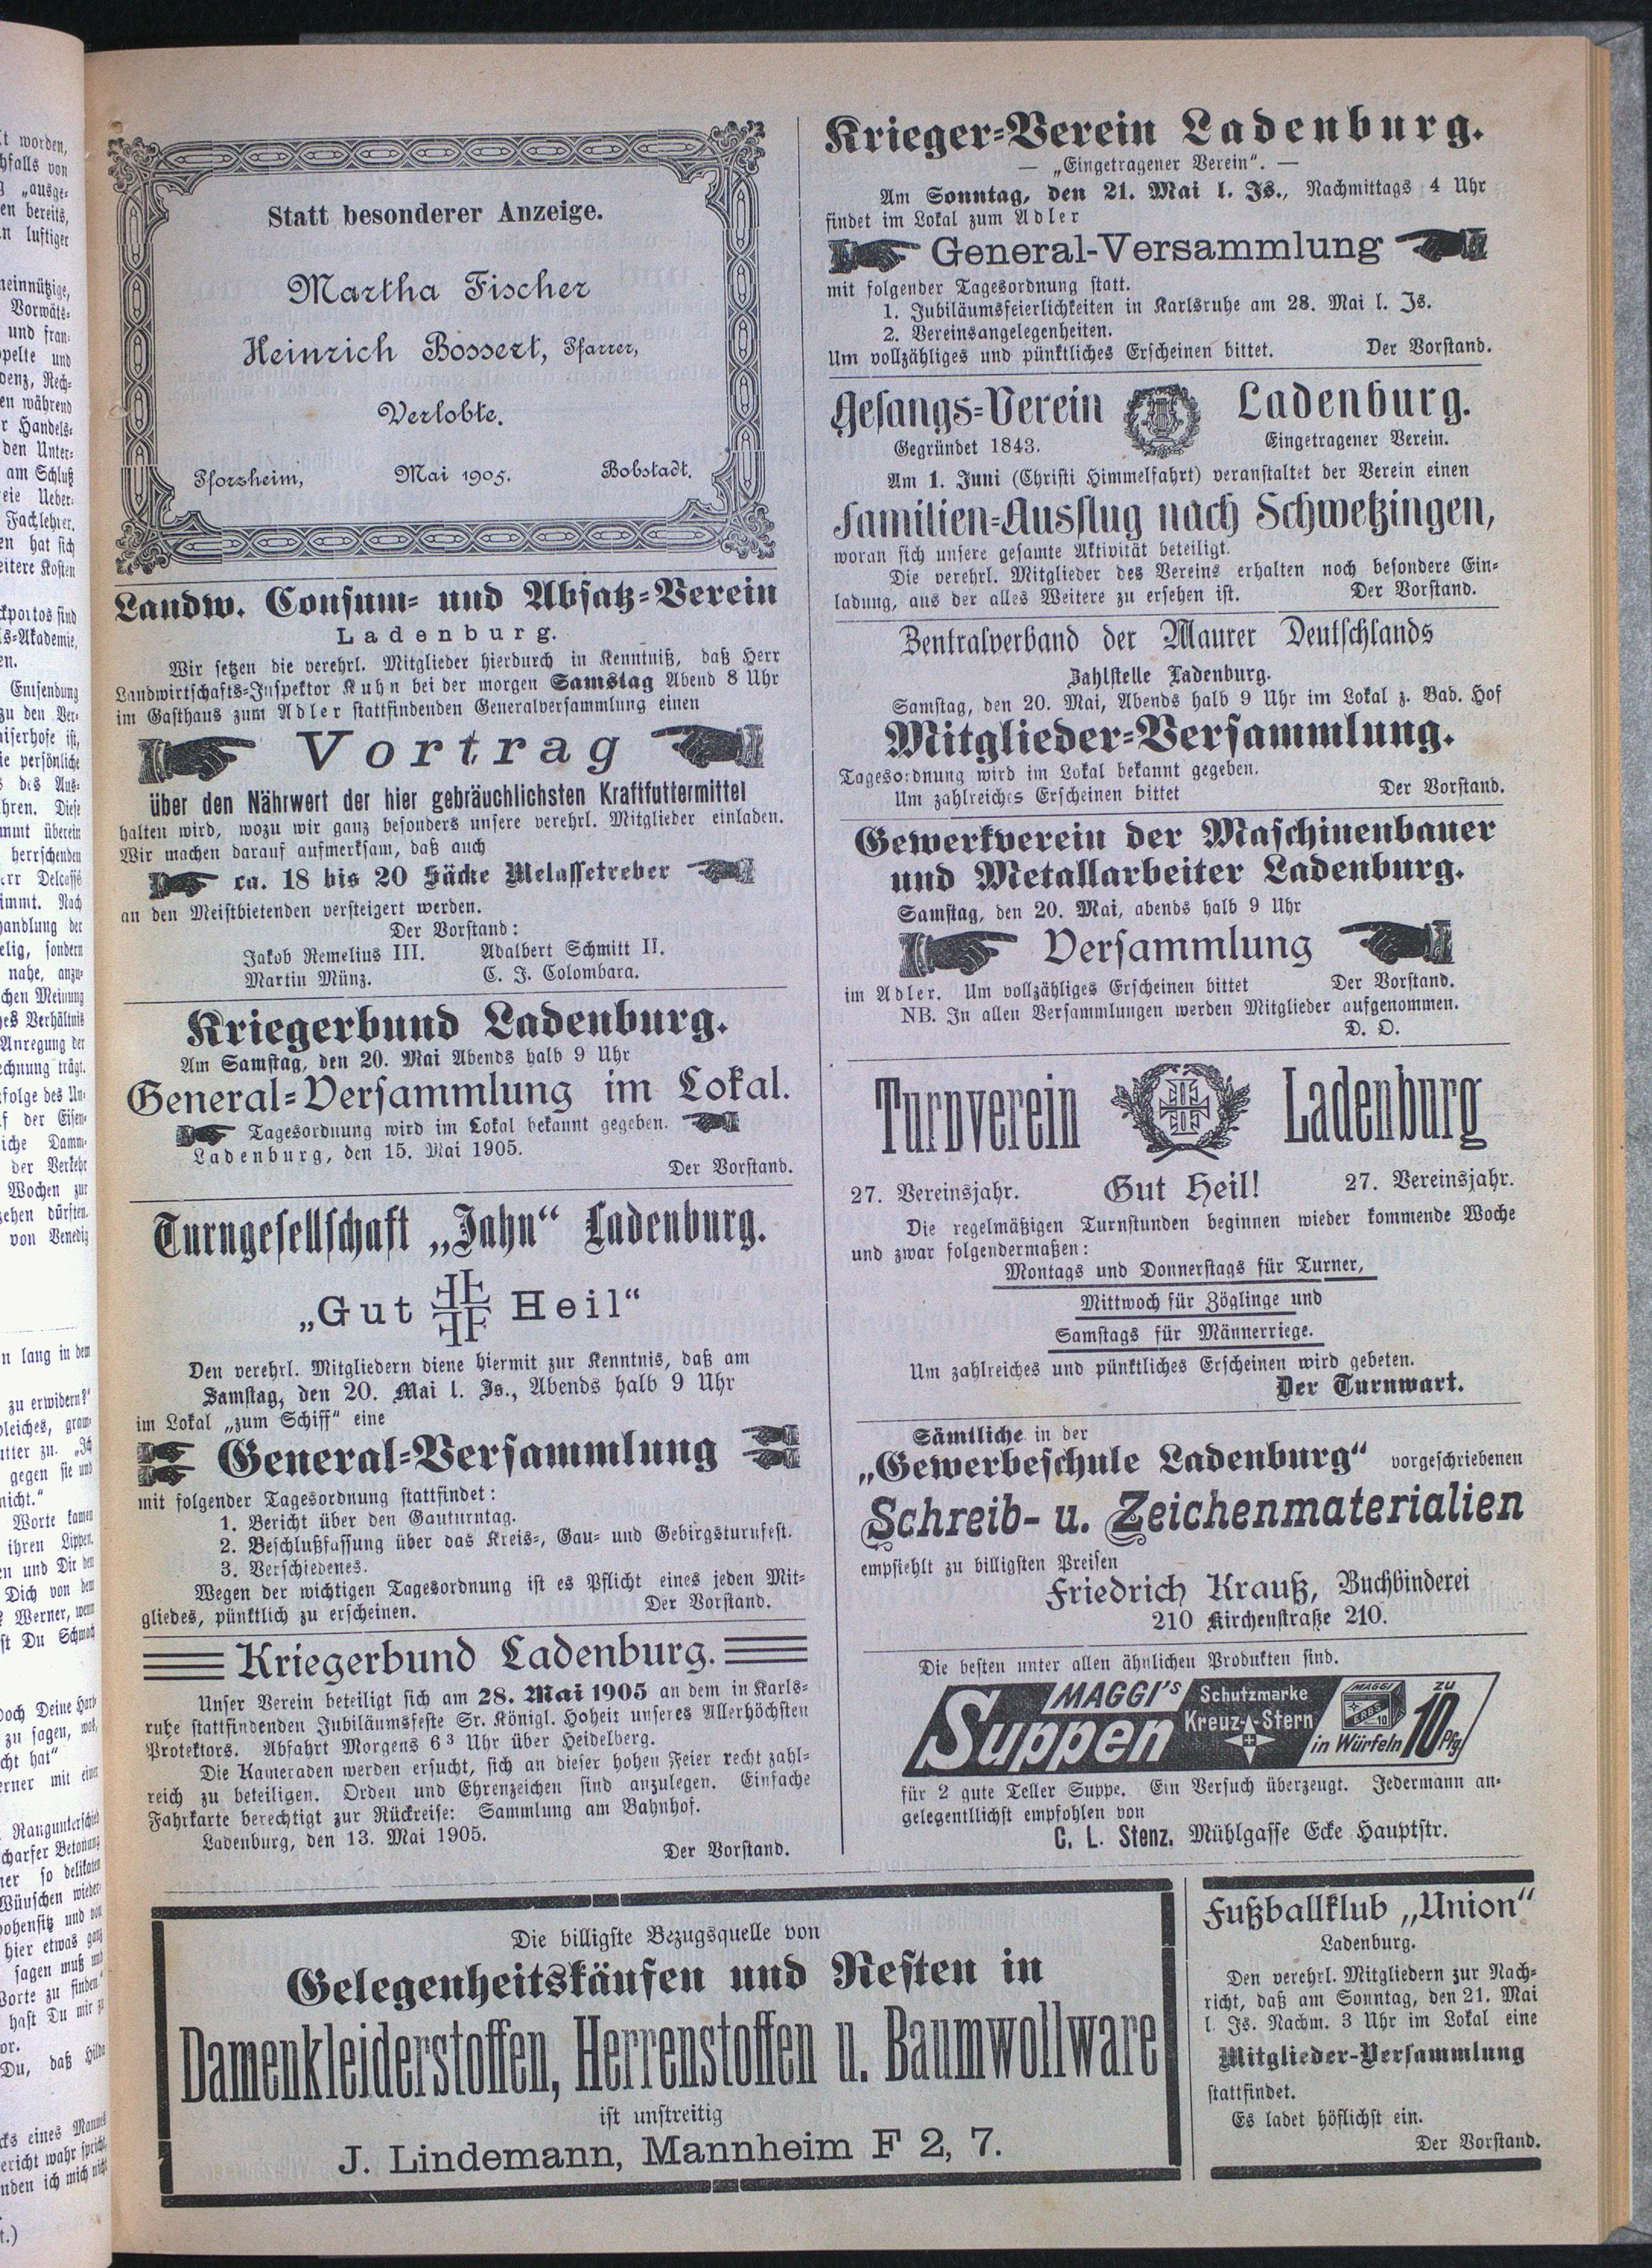 Statt besonderer Anzeige.
Martha Fischer
Heinrich Bossert, Pfarrer,
Verlobte.
Pforzheim, Mai 1905. Bobstadt.
Landw. Consum- und Absatz-Verein
Ladenburg.
Wir setzen die verehrl. Mitglieder hierdurch in Kenntniß, daß Herr
Landwirtschafts-Inspektor Kuhn bei der morgen Samstag Abend 8 Uhr
im Gasthaus zum Adler stattfindenden Generalversammlung einen
Vortrag
über den Nährwert der hier gebräuchlichsten Kraftfuttermittel
halten wird, wozu wir ganz besonders unsere verehrl. Mitglieder einladen.
Wir machen darauf aufmerksam, daß auch
ca. 18 bis 20 Säcke Melassetreber
an den Meistbietenden versteigert werden.
Der Vorstand:
Jakob Remelius III. Adalbert Schmitt II.
Martin Münz. C. J. Colombara.
Kriegerbund Ladenburg.
Am Samstag, den 20. Mai Abends halb 9 Uhr
General-Versammlung im Lokal.
Tagesordnung wird im Lokal bekannt gegeben.
Ladenburg, den 15. Mai 1905.
Der Vorstand.
Turngesellschaft „Jahn“ Ladenburg.
„Gut Heil“
Den verehrl. Mitgliedern diene hiermit zur Kenntnis, daß am
Samstag, den 20. Mai l. Js., Abends halb 9 Uhr
im Lokal „zum Schiff“ eine
General-Versammlung
mit folgender Tagesordnung stattfindet:
1. Bericht über den Gauturntag.
2. Beschlußfassung über das Kreis-, Gau- und Gebirgsturnfest.
3. Verschiedenes.
Wegen der wichtigen Tagesordnung ist es Pflicht eines jeden Mit-
gliedes, pünktlich zu erscheinen. Der Vorstand.
Kriegerbund Ladenburg.
Unser Verein beteiligt sich am 28. Mai 1905 an dem in Karls-
ruhe stattfindenden Jubiläumsfeste Sr. Königl. Hoheit unseres Allerhöchsten
Protektors. Abfahrt Morgens 6³ Uhr über Heidelberg.
Die Kameraden werden ersucht, sich an dieser hohen Feier recht zahl-
reich zu beteiligen. Orden und Ehrenzeichen sind anzulegen. Einfache
Fahrkarte berechtigt zur Rückreise: Sammlung am Bahnhof.
Ladenburg, den 13. Mai 1905.
Der Vorstand.
Krieger-Verein Ladenburg.
— „Eingetragener Verein“. —
Am Sonntag, den 21. Mai l. Js., Nachmittags 4 Uhr
findet im Lokal zum Adler
General-Versammlung
mit folgender Tagesordnung statt.
1. Jubiläumsfeierlichkeiten in Karlsruhe am 28. Mai l. Js.
2. Vereinsangelegenheiten.
Um vollzähliges und pünktliches Erscheinen bittet. Der Vorstand.
Gesangs-Verein Ladenburg.
Gegründet 1843. Eingetragener Verein.
Am 1. Juni (Christi Himmelfahrt) veranstaltet der Verein einen
Familien-Ausflug nach Schwetzingen,
woran sich unsere gesamte Aktivität beteiligt.
Die verehrl. Mitglieder des Vereins erhalten noch besondere Ein-
ladung, aus der alles Weitere zu ersehen ist. Der Vorstand.
Zentralverband der Maurer Deutschlands
Zahlstelle Ladenburg.
Samstag, den 20. Mai, Abends halb 9 Uhr im Lokal z. Bad. Hof
Mitglieder-Versammlung.
Tagesordnung wird im Lokal bekannt gegeben.
Um zahlreiches Erscheinen bittet Der Vorstand.
Gewerkverein der Maschinenbauer
und Metallarbeiter Ladenburg.
Samstag, den 20. Mai, abends halb 9 Uhr
Versammlung
im Adler. Um vollzähliges Erscheinen bittet Der Vorstand.
NB. In allen Versammlungen werden Mitglieder aufgenommen.
D. O.
Turnverein Ladenburg
27. Vereinsjahr. Gut Heil! 27. Vereinsjahr.
Die regelmäßigen Turnstunden beginnen wieder kommende Woche
und zwar folgendermaßen:
Montags und Donnerstags für Turner,
Mittwoch für Zöglinge und
Samstags für Männerriege.
Um zahlreiches und pünktliches Erscheinen wird gebeten.
Der Turnwart.
Sämtliche in der
„Gewerbeschule Ladenburg“ vorgeschriebenen
Schreib- u. Zeichenmaterialien
empfiehlt zu billigsten Preisen
Friedrich Krauß, Buchbinderei
210 Kirchenstraße 210.
Die besten unter allen ähnlichen Produkten sind.
MAGGI's Suppen Schutzmarke Kreuz-Stern in Würfeln zu 10 Pfg
für 2 gute Teller Suppe. Ein Versuch überzeugt. Jedermann an-
gelegentllichst empfohlen von
C. L. Stenz. Mühlgasse Ecke Hauptstr.
Die billigste Bezugsquelle von
Gelegenheitskäufen und Resten in
Damenkleiderstoffen, Herrenstoffen u. Baumwollware
ist unstreitig
J. Lindemann, Mannheim F 2, 7.
Fußballklub „Union“
Ladenburg.
Den verehrl. Mitgliedern zur Nach-
richt, daß am Sonntag, den 21. Mai
l. Js. Nachm. 3 Uhr im Lokal eine
Mitglieder-Versammlung
stattfindet.
Es ladet höflichst ein.
Der Vorstand.